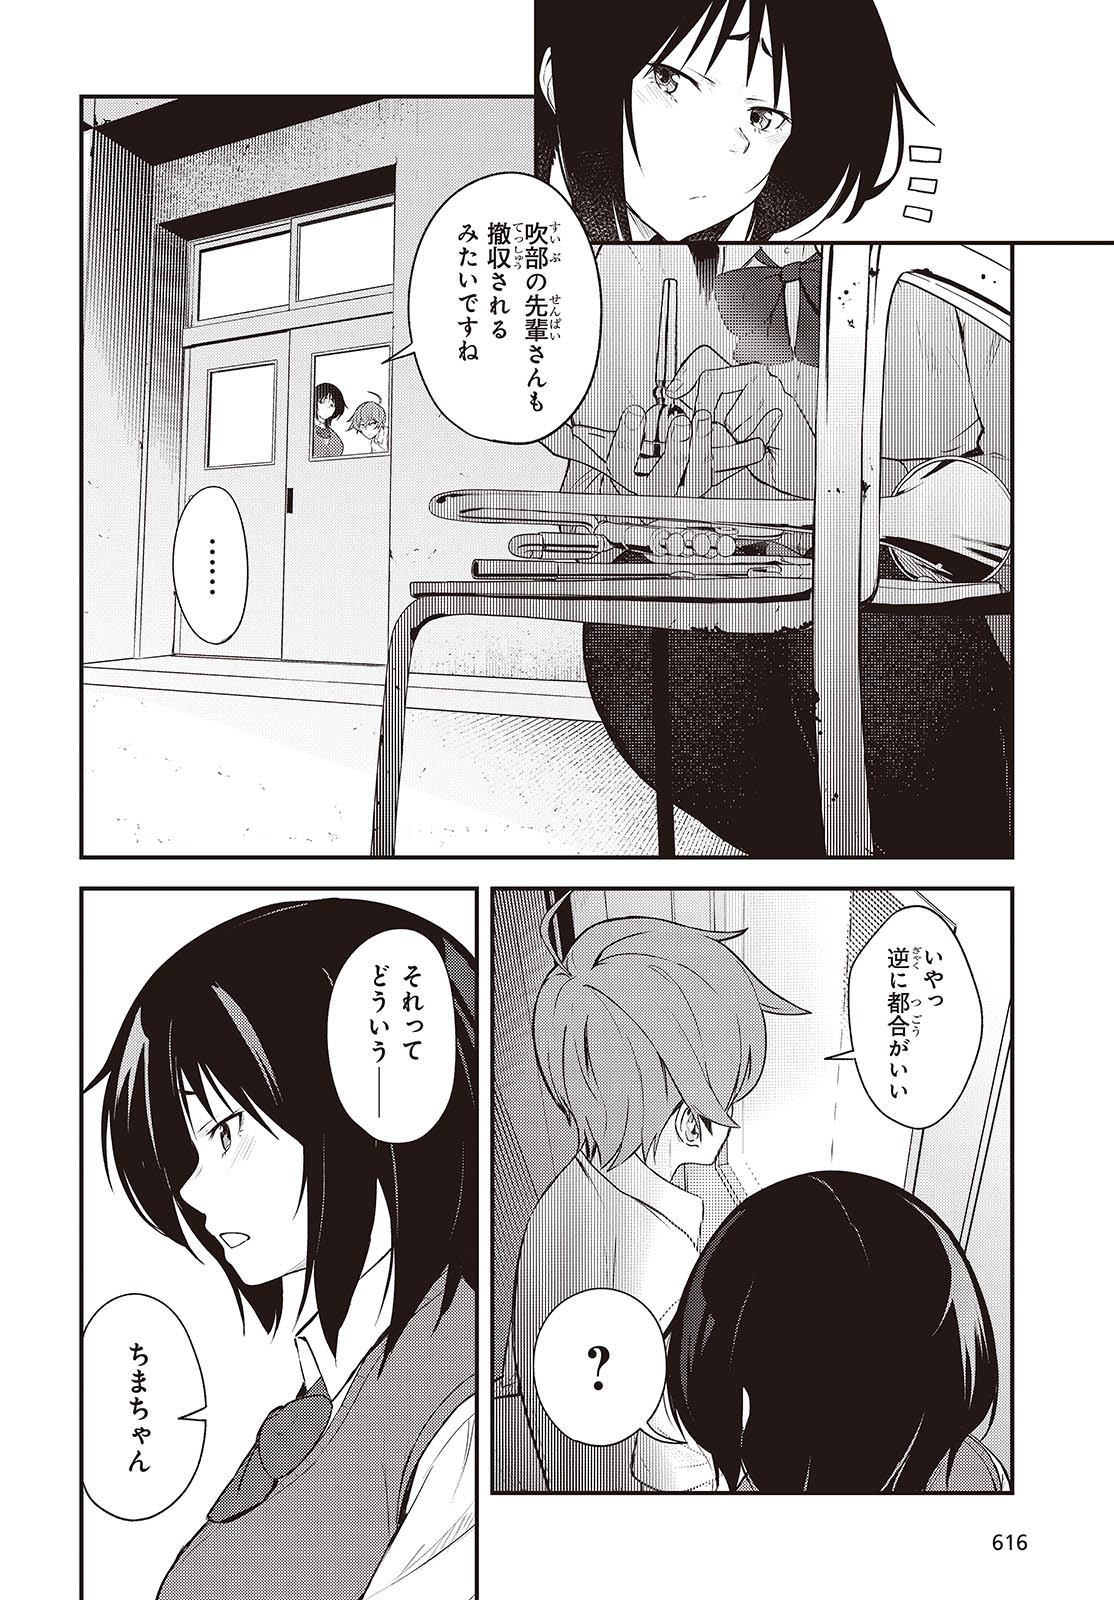 吹部の先輩さんも
撤収される
みたいですね
……
いやっ
逆に都合がいい
？
それって
どういう――
ちまちゃん
616